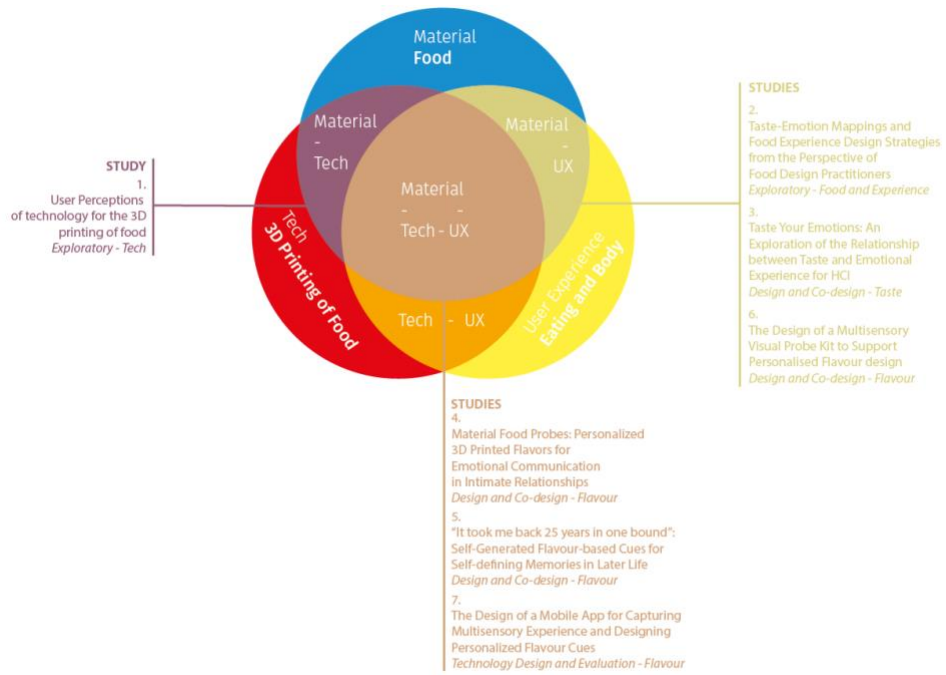 Material
Food
Material
-
Tech
Material
-
UX
Material
- -
Tech - UX
Tech
3D Printing of Food
User Experience
Eating and Body
Tech - UX
STUDY
1.
User Perceptions
of technology for the 3D
printing of food
Exploratory - Tech
STUDIES
2.
Taste-Emotion Mappings and
Food Experience Design Strategies
from the Perspective of
Food Design Practitioners
Exploratory - Food and Experience
3.
Taste Your Emotions: An
Exploration of the Relationship
between Taste and Emotional
Experience for HCI
Design and Co-design - Taste
6.
The Design of a Multisensory
Visual Probe Kit to Support
Personalised Flavour design
Design and Co-design - Flavour
STUDIES
4.
Material Food Probes: Personalized
3D Printed Flavors for
Emotional Communication
in Intimate Relationships
Design and Co-design - Flavour
5.
"It took me back 25 years in one bound":
Self-Generated Flavour-based Cues for
Self-defining Memories in Later Life
Design and Co-design - Flavour
7.
The Design of a Mobile App for Capturing
Multisensory Experience and Designing
Personalized Flavour Cues
Technology Design and Evaluation - Flavour